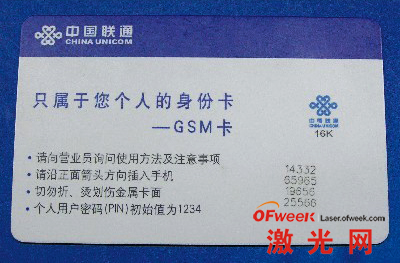 中国联通
CHINA UNICOM
只属于您个人的身份卡
—GSM卡
中国联通
CHINA UNICOM
16K
•请向营业员询问使用方法及注意事项
•请沿正面箭头方向插入手机
•切勿折、烫划伤金属卡面
•个人用户密码(PIN)初始值为1234
14332
65965
19656
25566
OFweek Laser.ofweek.com
激光网